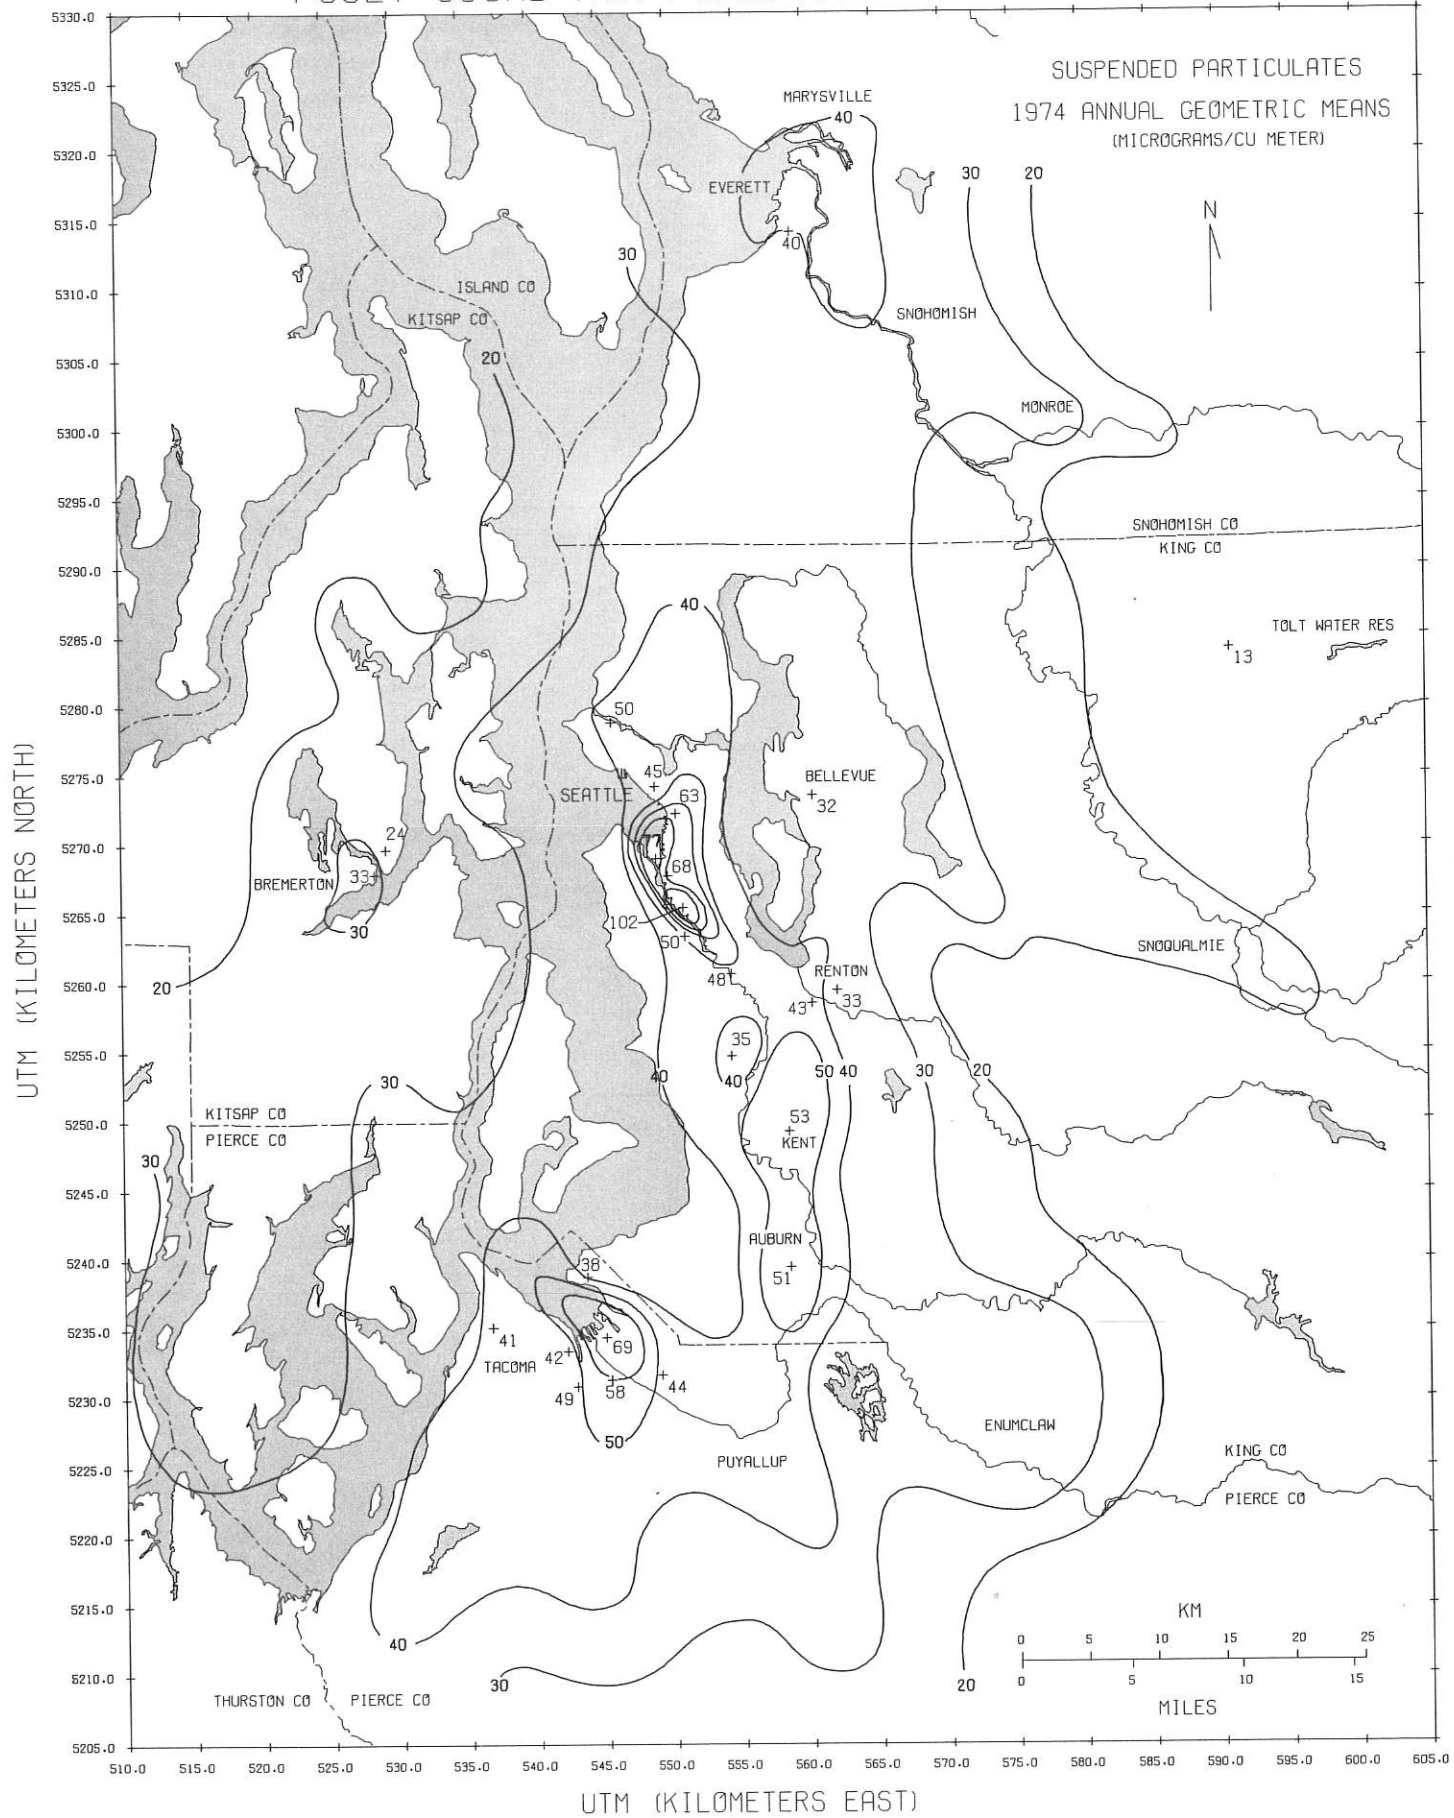 SUSPENDED PARTICULATES
1974 ANNUAL GEOMETRIC MEANS
(MICROGRAMS/CU METER)
N
MARYSVILLE
40
EVERETT
40
30
20
30
ISLAND CO
KITSAP CO
20
SNOHOMISH
MONROE
SNOHOMISH CO
KING CO
TOLT WATER RES
13
40
50
45
SEATTLE
63
BELLEVUE
32
77
68
24
33
BREMERTON
30
102
50
48
SNOQUALMIE
RENTON
33
43
20
35
40
40
50
40
30
20
30
53
KENT
KITSAP CO
PIERCE CO
30
AUBURN
51
38
41
TACOMA
42
69
49
58
44
50
PUYALLUP
ENUMCLAW
KING CO
PIERCE CO
40
30
20
THURSTON CO
PIERCE CO
KM
0 5 10 15 20 25
0 5 10 15
MILES
UTM (KILOMETERS NORTH)
5330.0
5325.0
5320.0
5315.0
5310.0
5305.0
5300.0
5295.0
5290.0
5285.0
5280.0
5275.0
5270.0
5265.0
5260.0
5255.0
5250.0
5245.0
5240.0
5235.0
5230.0
5225.0
5220.0
5215.0
5210.0
5205.0
510.0 515.0 520.0 525.0 530.0 535.0 540.0 545.0 550.0 555.0 560.0 565.0 570.0 575.0 580.0 585.0 590.0 595.0 600.0 605.0
UTM (KILOMETERS EAST)